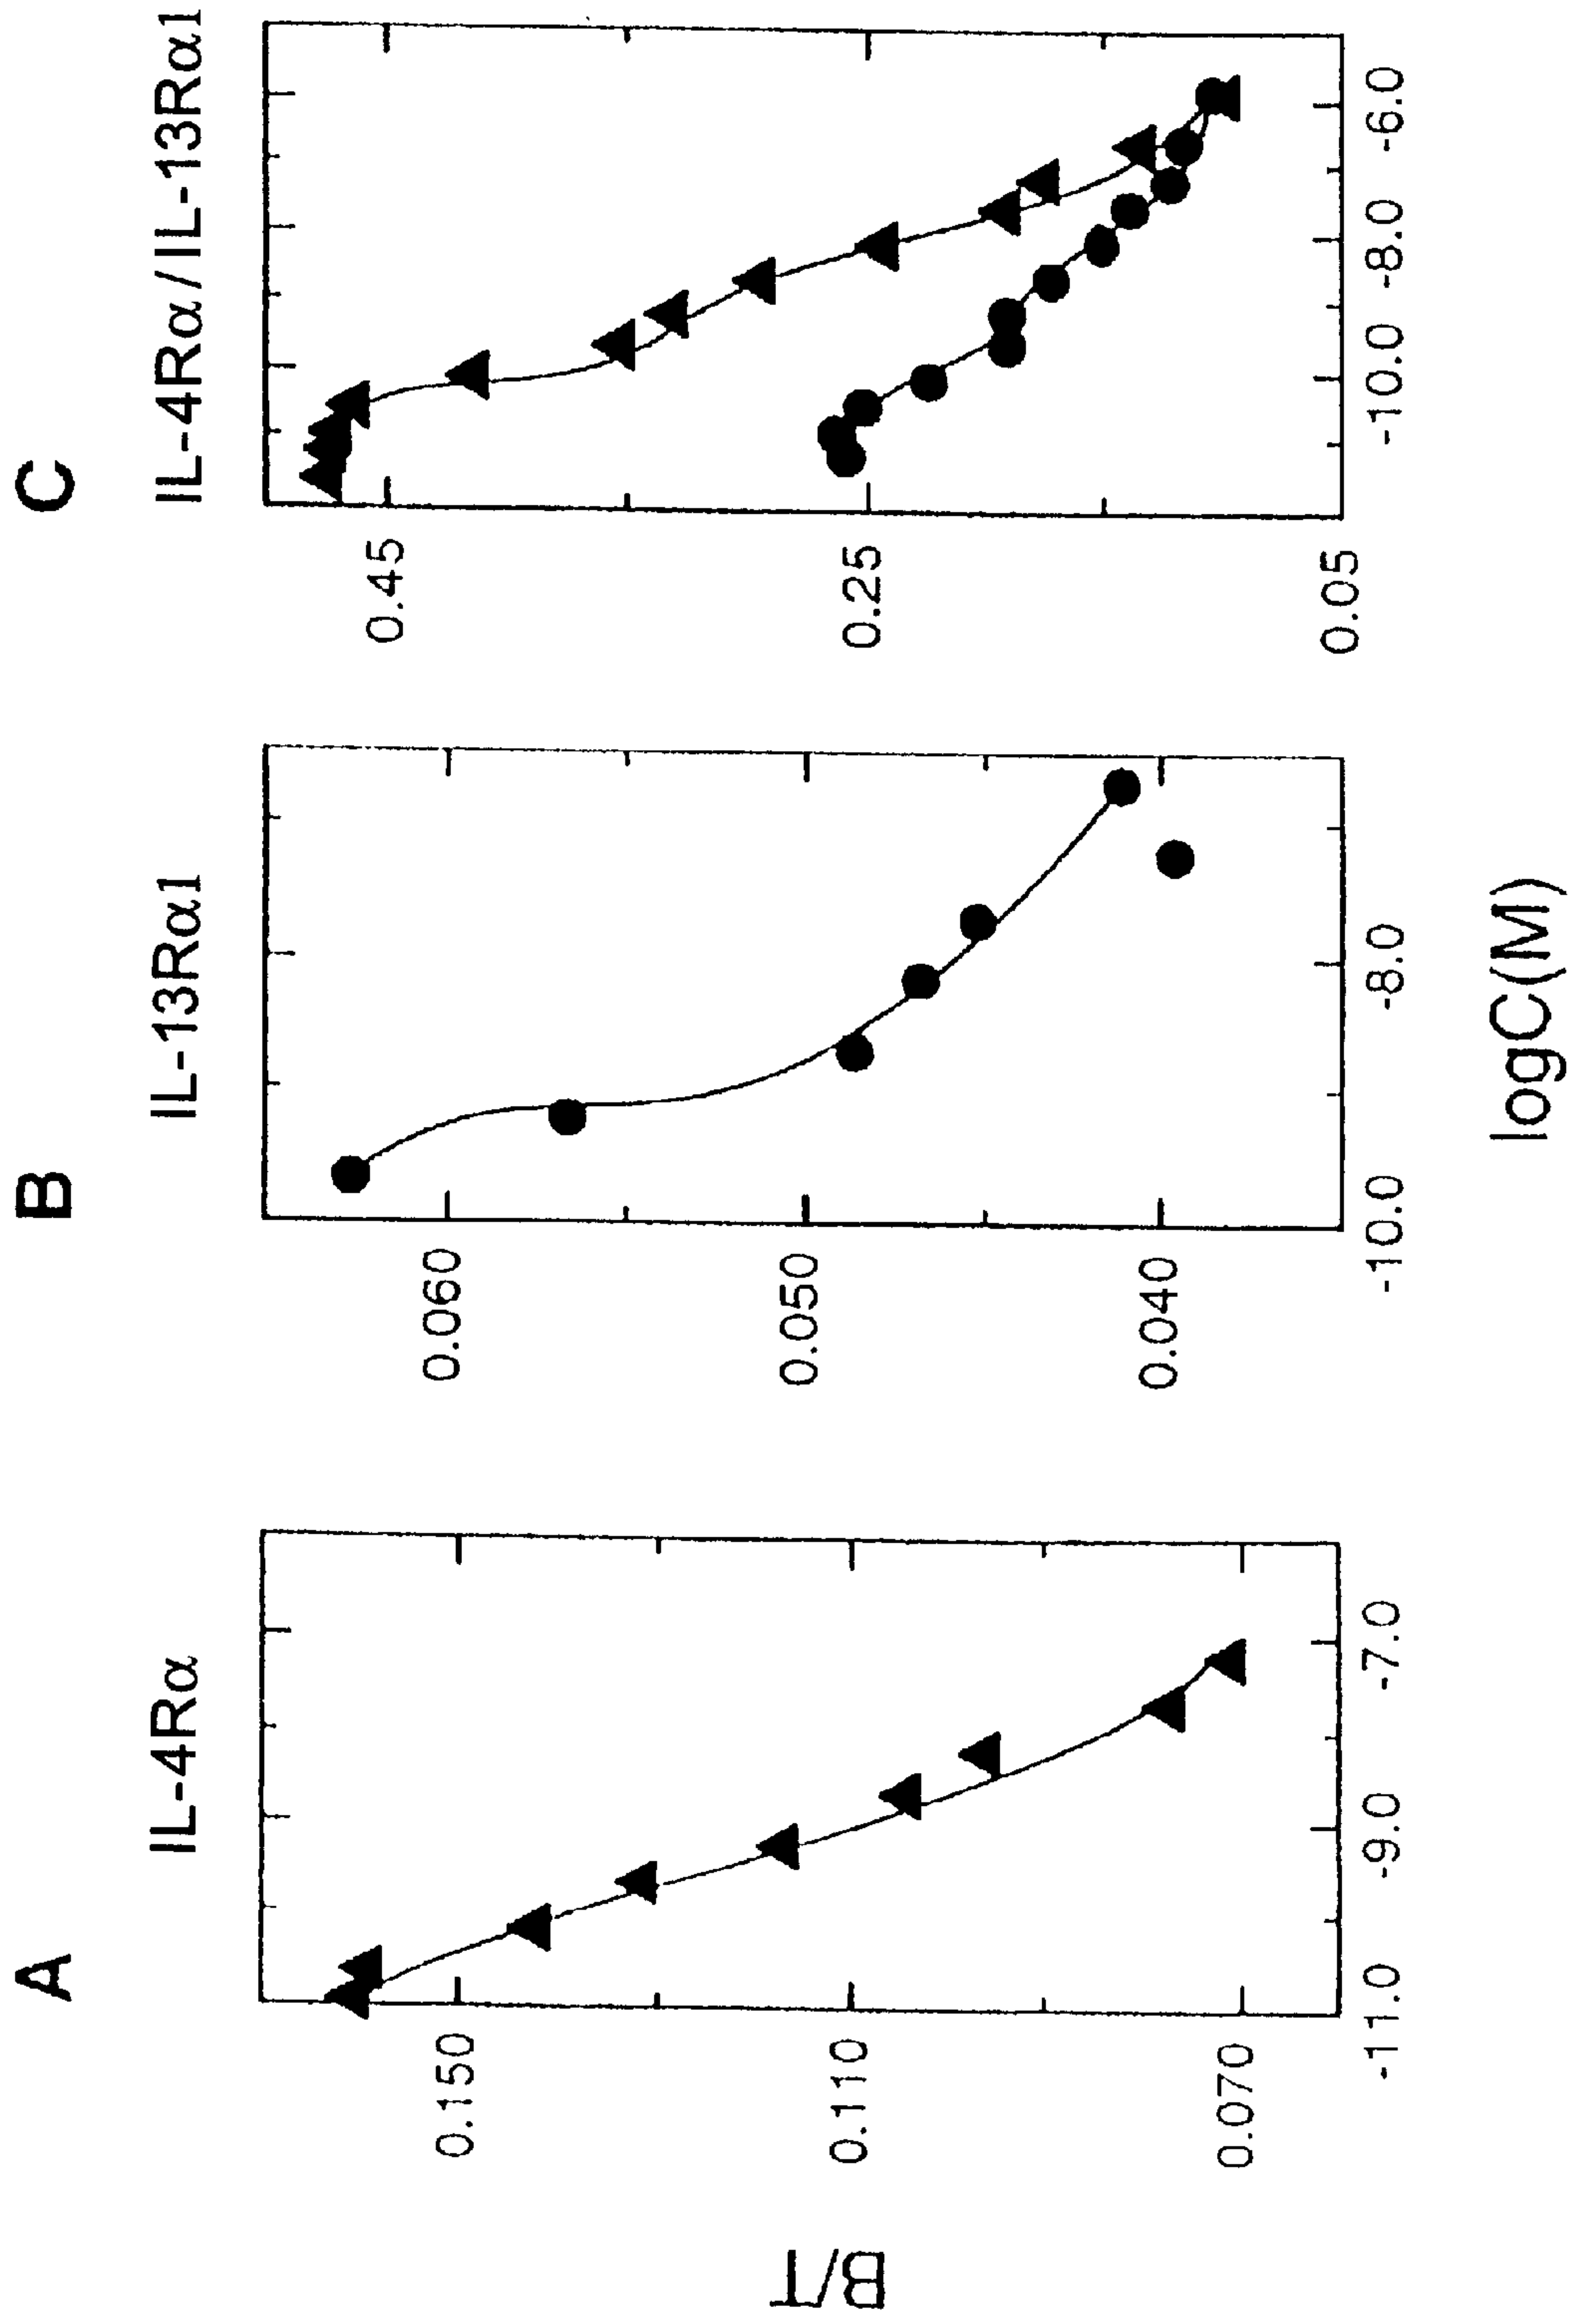 A
B
C
IL-4Rα
IL-13Rα1
IL-4Rα/IL-13Rα1
B/T
0.150
0.110
0.070
-11.0
-9.0
-7.0
0.060
0.050
0.040
-10.0
-8.0
0.45
0.25
0.05
-10.0
-8.0
-6.0
logC(M)